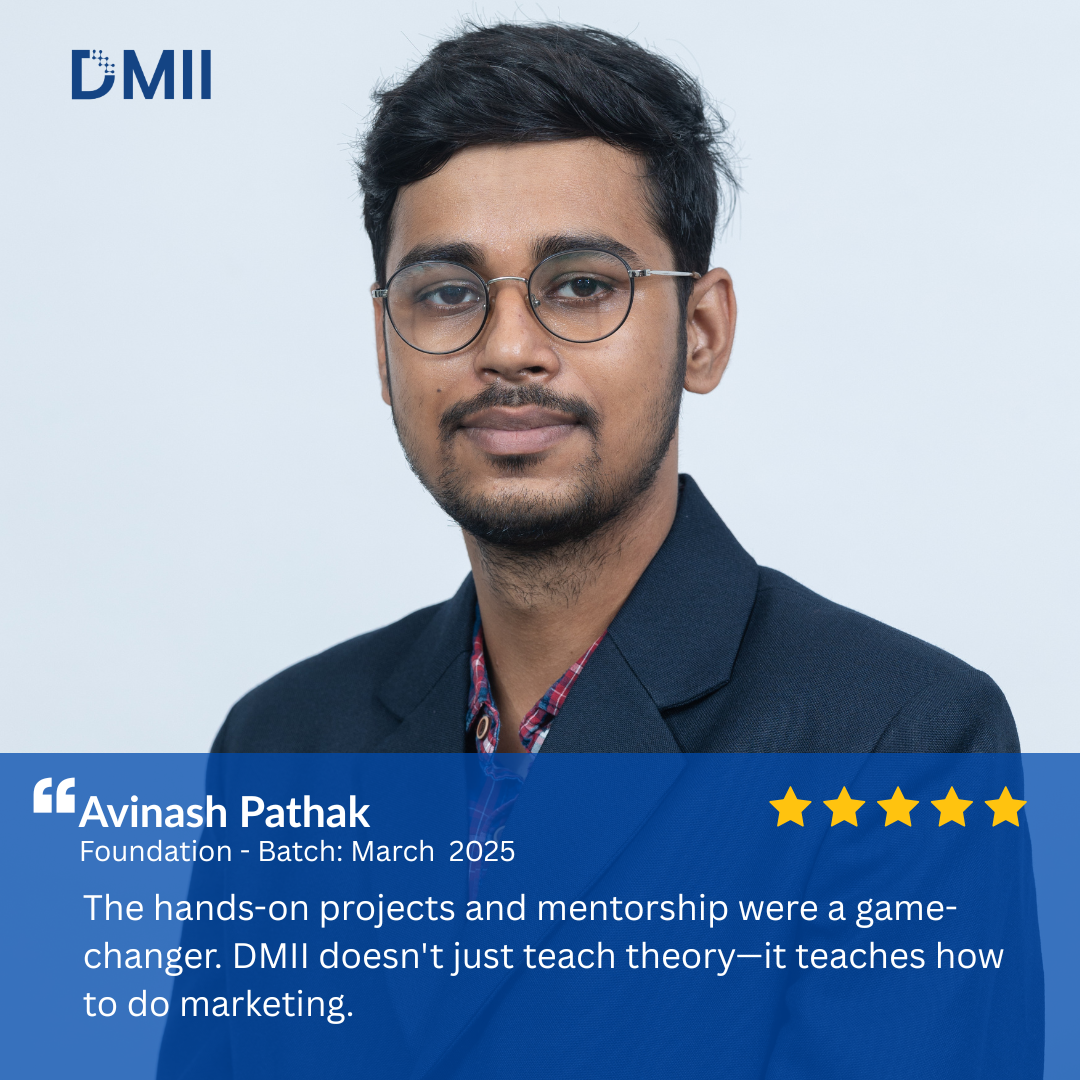 DMII
“Avinash Pathak
Foundation - Batch: March 2025
The hands-on projects and mentorship were a game-
changer. DMII doesn't just teach theory—it teaches how
to do marketing.